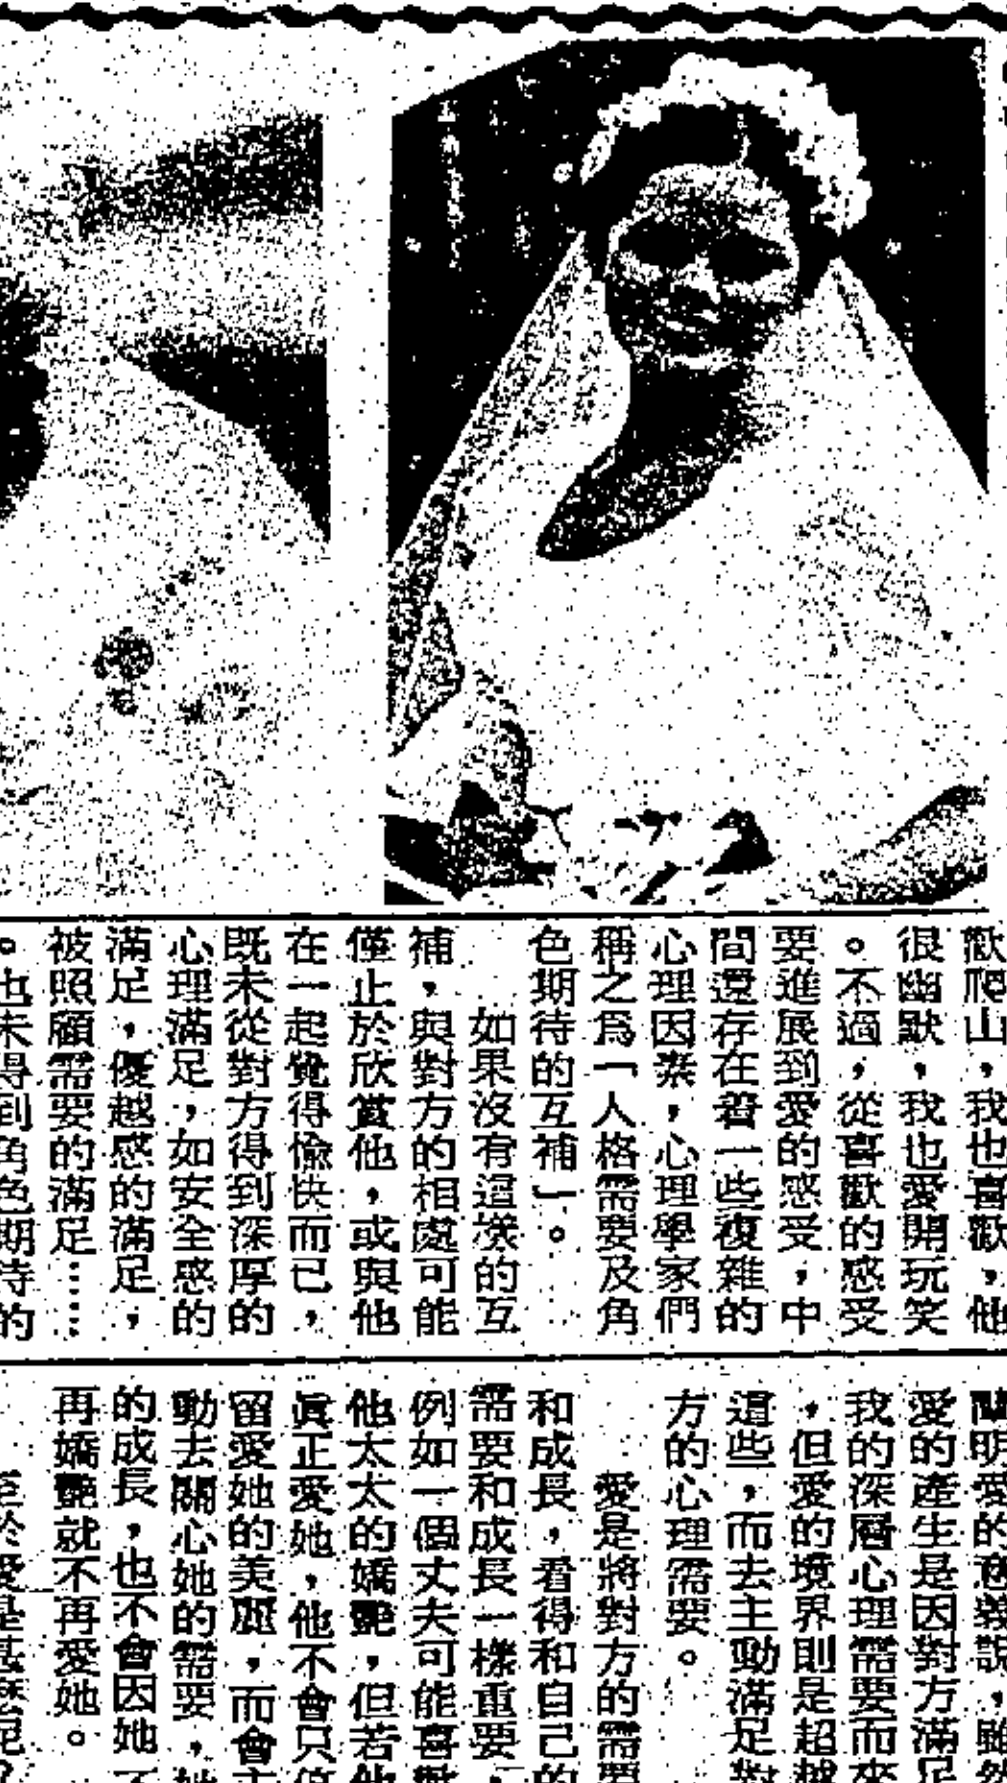 歡爬山，我也喜歡，他
很幽默，我也愛開玩笑
。不過，從喜歡的感受
要進展到愛的感受，中
間還存在着一些複雜的
心理因素，心理學家們
稱之爲「人格需要及角
色期待的互補」。
如果沒有這樣的互
補，與對方的相處可能
僅止於欣賞他，或與他
在一起覺得愉快而已，
既未從對方得到深厚的
心理滿足，如安全感的
滿足，優越感的滿足，
被照顧需要的滿足……
。也未得到角色期待的
闡明愛的意義說，雖然
愛的產生是因對方滿足
我的深層心理需要而來
，但愛的境界則是超越
這些，而去主動滿足對
方的心理需要。
愛是將對方的需要
和成長，看得和自己的
需要和成長一樣重要，
例如一個丈夫可能喜歡
他太太的嬌艷，但若他
眞正愛她，他不會只停
留愛她的美麗，而會主
動去關心她的需要，她
的成長，也不會因她不
再嬌艷就不再愛她。
至於愛是甚麼呢？